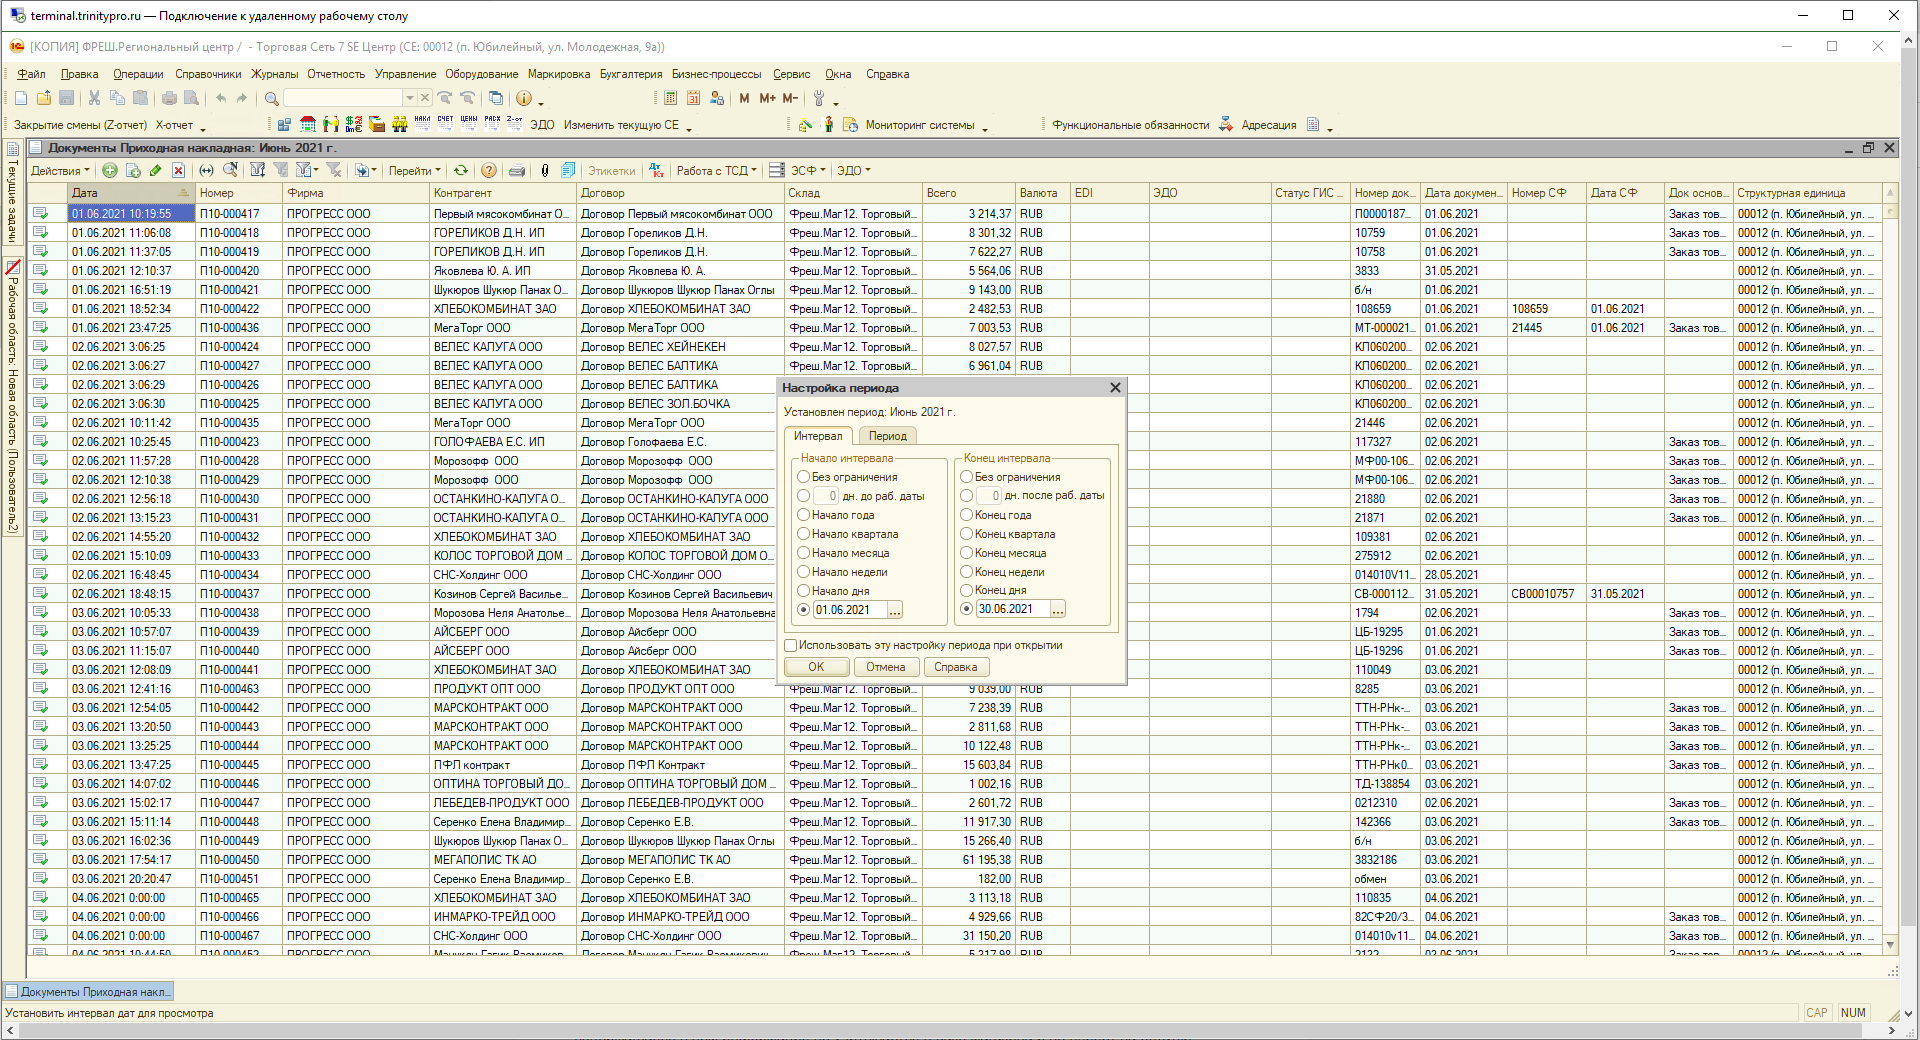 terminal.trinitypro.ru — Подключение к удаленному рабочему столу
[КОПИЯ] ФРЕШ.Региональный центр / - Торговая Сеть 7 SE Центр (СЕ: 00012 (п. Юбилейный, ул. Молодежная, 9а))
Файл Правка Операции Справочники Журналы Отчетность Управление Оборудование Маркировка Бухгалтерия Бизнес-процессы Сервис Окна Справка
M M+ M-
Закрытие смены (Z-отчет) X-отчет ЭДО Изменить текущую СЕ Мониторинг системы Функциональные обязанности Адресация
Документы Приходная накладная: Июнь 2021 г.
Действия Перейти Этикетки Работа с ТСД ЭСФ ЭДО
Текущие задачи
Рабочая область: Новая область (Пользователь2)
Дата Номер Фирма Контрагент Договор Склад Всего Валюта EDI ЭДО Статус ГИС ... Номер док... Дата докумен... Номер СФ Дата СФ Док основ... Структурная единица
01.06.2021 10:19:55 П10-000417 ПРОГРЕСС ООО Первый мясокомбинат О... Договор Первый мясокомбинат ООО Фреш.Маг12. Торговый... 3 214,37 RUB П0000187... 01.06.2021 Заказ тов... 00012 (п. Юбилейный, ул. ...
01.06.2021 11:06:08 П10-000418 ПРОГРЕСС ООО ГОРЕЛИКОВ Д.Н. ИП Договор Гореликов Д.Н. Фреш.Маг12. Торговый... 8 301,32 RUB 10759 01.06.2021 Заказ тов... 00012 (п. Юбилейный, ул. ...
01.06.2021 11:37:05 П10-000419 ПРОГРЕСС ООО ГОРЕЛИКОВ Д.Н. ИП Договор Гореликов Д.Н. Фреш.Маг12. Торговый... 7 622,27 RUB 10758 01.06.2021 Заказ тов... 00012 (п. Юбилейный, ул. ...
01.06.2021 12:10:37 П10-000420 ПРОГРЕСС ООО Яковлева Ю. А. ИП Договор Яковлева Ю. А. Фреш.Маг12. Торговый... 5 564,06 RUB 3833 31.05.2021 00012 (п. Юбилейный, ул. ...
01.06.2021 16:51:19 П10-000421 ПРОГРЕСС ООО Шукюров Шукюр Панах О... Договор Шукюров Шукюр Панах Оглы Фреш.Маг12. Торговый... 9 143,00 RUB б/н 01.06.2021 00012 (п. Юбилейный, ул. ...
01.06.2021 18:52:34 П10-000422 ПРОГРЕСС ООО ХЛЕБОКОМБИНАТ ЗАО Договор ХЛЕБОКОМБИНАТ ЗАО Фреш.Маг12. Торговый... 2 482,53 RUB 108659 01.06.2021 108659 01.06.2021 00012 (п. Юбилейный, ул. ...
01.06.2021 23:47:25 П10-000436 ПРОГРЕСС ООО МегаТорг ООО Договор МегаТорг ООО Фреш.Маг12. Торговый... 7 003,53 RUB МТ-000021... 01.06.2021 21445 01.06.2021 Заказ тов... 00012 (п. Юбилейный, ул. ...
02.06.2021 3:06:25 П10-000424 ПРОГРЕСС ООО ВЕЛЕС КАЛУГА ООО Договор ВЕЛЕС ХЕЙНЕКЕН Фреш.Маг12. Торговый... 8 027,57 RUB КЛ060200... 02.06.2021 00012 (п. Юбилейный, ул. ...
02.06.2021 3:06:27 П10-000427 ПРОГРЕСС ООО ВЕЛЕС КАЛУГА ООО Договор ВЕЛЕС БАЛТИКА Фреш.Маг12. Торговый... 6 961,04 RUB КЛ060200... 02.06.2021 00012 (п. Юбилейный, ул. ...
02.06.2021 3:06:29 П10-000426 ПРОГРЕСС ООО ВЕЛЕС КАЛУГА ООО Договор ВЕЛЕС БАЛТИКА КЛ060200... 02.06.2021 00012 (п. Юбилейный, ул. ...
02.06.2021 3:06:30 П10-000425 ПРОГРЕСС ООО ВЕЛЕС КАЛУГА ООО Договор ВЕЛЕС ЗОЛ.БОЧКА КЛ060200... 02.06.2021 00012 (п. Юбилейный, ул. ...
02.06.2021 10:11:42 П10-000435 ПРОГРЕСС ООО МегаТорг ООО Договор МегаТорг ООО 21446 02.06.2021 00012 (п. Юбилейный, ул. ...
02.06.2021 10:25:45 П10-000423 ПРОГРЕСС ООО ГОЛОФАЕВА Е.С. ИП Договор Голофаева Е.С. 117327 02.06.2021 Заказ тов... 00012 (п. Юбилейный, ул. ...
02.06.2021 11:57:28 П10-000428 ПРОГРЕСС ООО Морозофф ООО Договор Морозофф ООО МФ00-106... 02.06.2021 Заказ тов... 00012 (п. Юбилейный, ул. ...
02.06.2021 12:10:38 П10-000429 ПРОГРЕСС ООО Морозофф ООО Договор Морозофф ООО МФ00-106... 02.06.2021 Заказ тов... 00012 (п. Юбилейный, ул. ...
02.06.2021 12:56:18 П10-000430 ПРОГРЕСС ООО ОСТАНКИНО-КАЛУГА О... Договор ОСТАНКИНО-КАЛУГА ООО 21880 02.06.2021 Заказ тов... 00012 (п. Юбилейный, ул. ...
02.06.2021 13:15:23 П10-000431 ПРОГРЕСС ООО ОСТАНКИНО-КАЛУГА О... Договор ОСТАНКИНО-КАЛУГА ООО 21871 02.06.2021 Заказ тов... 00012 (п. Юбилейный, ул. ...
02.06.2021 14:55:20 П10-000432 ПРОГРЕСС ООО ХЛЕБОКОМБИНАТ ЗАО Договор ХЛЕБОКОМБИНАТ ЗАО 109381 02.06.2021 00012 (п. Юбилейный, ул. ...
02.06.2021 15:10:09 П10-000433 ПРОГРЕСС ООО КОЛОС ТОРГОВОЙ ДОМ ... Договор КОЛОС ТОРГОВОЙ ДОМ О... 275912 02.06.2021 00012 (п. Юбилейный, ул. ...
02.06.2021 16:48:45 П10-000434 ПРОГРЕСС ООО СНС-Холдинг ООО Договор СНС-Холдинг ООО 014010V11... 28.05.2021 00012 (п. Юбилейный, ул. ...
02.06.2021 18:48:15 П10-000437 ПРОГРЕСС ООО Козинов Сергей Василье... Договор Козинов Сергей Васильевич СВ-000112... 31.05.2021 СВ00010757 31.05.2021 00012 (п. Юбилейный, ул. ...
03.06.2021 10:05:33 П10-000438 ПРОГРЕСС ООО Морозова Неля Анатолье... Договор Морозова Неля Анатольевна 1794 02.06.2021 Заказ тов... 00012 (п. Юбилейный, ул. ...
03.06.2021 10:57:07 П10-000439 ПРОГРЕСС ООО АЙСБЕРГ ООО Договор Айсберг ООО ЦБ-19295 01.06.2021 Заказ тов... 00012 (п. Юбилейный, ул. ...
03.06.2021 11:15:07 П10-000440 ПРОГРЕСС ООО АЙСБЕРГ ООО Договор Айсберг ООО ЦБ-19296 01.06.2021 Заказ тов... 00012 (п. Юбилейный, ул. ...
03.06.2021 12:08:09 П10-000441 ПРОГРЕСС ООО ХЛЕБОКОМБИНАТ ЗАО Договор ХЛЕБОКОМБИНАТ ЗАО 110049 03.06.2021 00012 (п. Юбилейный, ул. ...
03.06.2021 12:41:16 П10-000463 ПРОГРЕСС ООО ПРОДУКТ ОПТ ООО Договор ПРОДУКТ ОПТ ООО Фреш.Маг12. Торговый... 9 039,00 RUB 8285 03.06.2021 00012 (п. Юбилейный, ул. ...
03.06.2021 12:54:05 П10-000442 ПРОГРЕСС ООО МАРСКОНТРАКТ ООО Договор МАРСКОНТРАКТ ООО Фреш.Маг12. Торговый... 7 238,39 RUB ТТН-РНк-... 03.06.2021 Заказ тов... 00012 (п. Юбилейный, ул. ...
03.06.2021 13:20:50 П10-000443 ПРОГРЕСС ООО МАРСКОНТРАКТ ООО Договор МАРСКОНТРАКТ ООО Фреш.Маг12. Торговый... 2 811,68 RUB ТТН-РНк-... 03.06.2021 Заказ тов... 00012 (п. Юбилейный, ул. ...
03.06.2021 13:25:25 П10-000444 ПРОГРЕСС ООО МАРСКОНТРАКТ ООО Договор МАРСКОНТРАКТ ООО Фреш.Маг12. Торговый... 10 122,48 RUB ТТН-РНк-... 03.06.2021 Заказ тов... 00012 (п. Юбилейный, ул. ...
03.06.2021 13:47:25 П10-000445 ПРОГРЕСС ООО ПФЛ контракт Договор ПФЛ Контракт Фреш.Маг12. Торговый... 15 603,84 RUB ТТН-РНк0... 03.06.2021 Заказ тов... 00012 (п. Юбилейный, ул. ...
03.06.2021 14:07:02 П10-000446 ПРОГРЕСС ООО ОПТИНА ТОРГОВЫЙ ДО... Договор ОПТИНА ТОРГОВЫЙ ДОМ ... Фреш.Маг12. Торговый... 1 002,16 RUB ТД-138854 03.06.2021 00012 (п. Юбилейный, ул. ...
03.06.2021 15:02:17 П10-000447 ПРОГРЕСС ООО ЛЕБЕДЕВ-ПРОДУКТ ООО Договор ЛЕБЕДЕВ-ПРОДУКТ ООО Фреш.Маг12. Торговый... 2 601,72 RUB 0212310 02.06.2021 Заказ тов... 00012 (п. Юбилейный, ул. ...
03.06.2021 15:11:14 П10-000448 ПРОГРЕСС ООО Серенко Елена Владимир... Договор Серенко Е.В. Фреш.Маг12. Торговый... 11 917,30 RUB 142366 03.06.2021 Заказ тов... 00012 (п. Юбилейный, ул. ...
03.06.2021 16:02:36 П10-000449 ПРОГРЕСС ООО Шукюров Шукюр Панах О... Договор Шукюров Шукюр Панах Оглы Фреш.Маг12. Торговый... 15 266,40 RUB б/н 03.06.2021 00012 (п. Юбилейный, ул. ...
03.06.2021 17:54:17 П10-000450 ПРОГРЕСС ООО МЕГАПОЛИС ТК АО Договор МЕГАПОЛИС ТК АО Фреш.Маг12. Торговый... 61 195,38 RUB 3832186 03.06.2021 00012 (п. Юбилейный, ул. ...
03.06.2021 20:20:47 П10-000451 ПРОГРЕСС ООО Серенко Елена Владимир... Договор Серенко Е.В. Фреш.Маг12. Торговый... 182,00 RUB обмен 03.06.2021 00012 (п. Юбилейный, ул. ...
04.06.2021 0:00:00 П10-000465 ПРОГРЕСС ООО ХЛЕБОКОМБИНАТ ЗАО Договор ХЛЕБОКОМБИНАТ ЗАО Фреш.Маг12. Торговый... 3 113,18 RUB 110835 04.06.2021 00012 (п. Юбилейный, ул. ...
04.06.2021 0:00:00 П10-000466 ПРОГРЕСС ООО ИНМАРКО-ТРЕЙД ООО Договор ИНМАРКО-ТРЕЙД ООО Фреш.Маг12. Торговый... 4 929,66 RUB 82СФ20/3... 04.06.2021 Заказ тов... 00012 (п. Юбилейный, ул. ...
04.06.2021 0:00:00 П10-000467 ПРОГРЕСС ООО СНС-Холдинг ООО Договор СНС-Холдинг ООО Фреш.Маг12. Торговый... 31 150,20 RUB 014010v11... 04.06.2021 Заказ тов... 00012 (п. Юбилейный, ул. ...
Настройка периода
Установлен период: Июнь 2021 г.
Интервал Период
Начало интервала Конец интервала
Без ограничения Без ограничения
0 дн. до раб. даты 0 дн. после раб. даты
Начало года Конец года
Начало квартала Конец квартала
Начало месяца Конец месяца
Начало недели Конец недели
Начало дня Конец дня
01.06.2021 ... 30.06.2021 ...
Использовать эту настройку периода при открытии
OK Отмена Справка
Документы Приходная накл...
Установить интервал дат для просмотра
CAP NUM